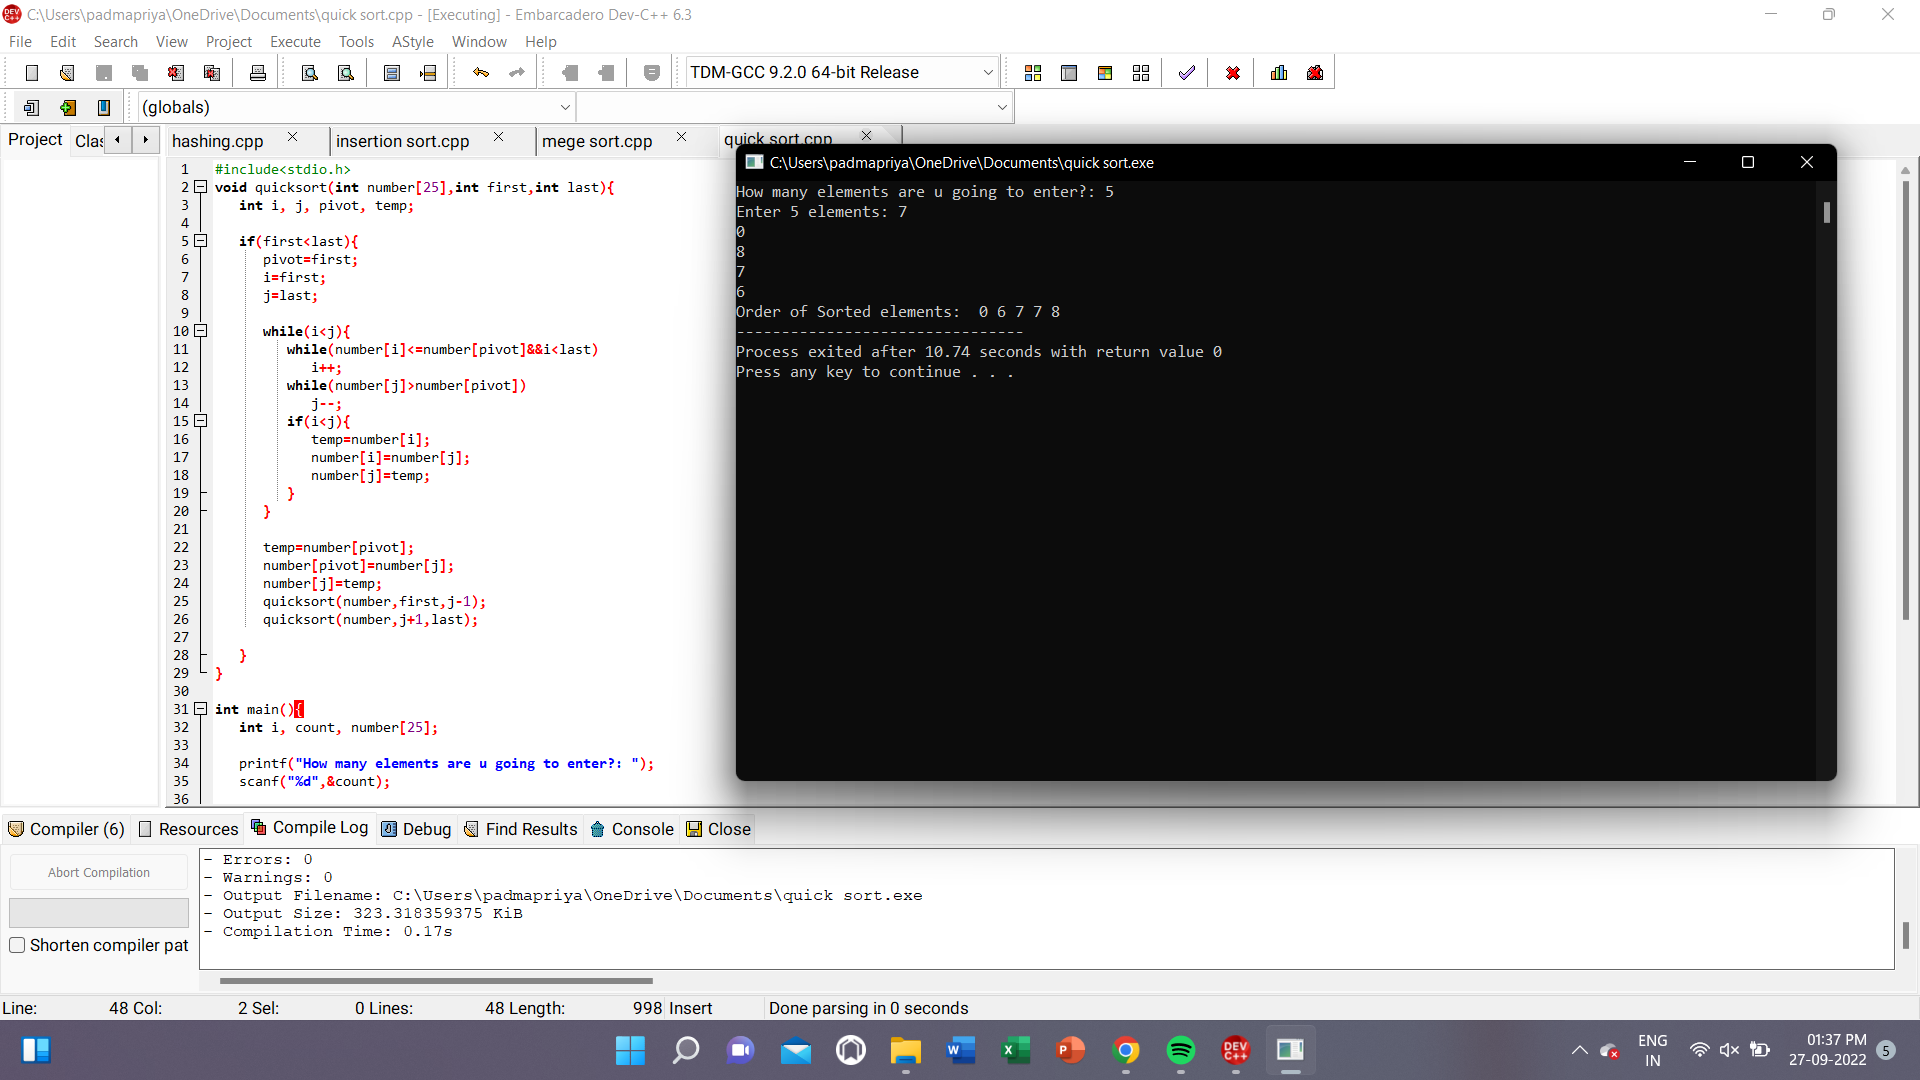 C:\Users\padmapriya\OneDrive\Documents\quick sort.cpp - [Executing] - Embarcadero Dev-C++ 6.3
File Edit Search View Project Execute Tools AStyle Window Help
TDM-GCC 9.2.0 64-bit Release
(globals)
Project Clas
hashing.cpp insertion sort.cpp mege sort.cpp quick sort.cpp
1 #include<stdio.h>
2 void quicksort(int number[25],int first,int last){
3 int i, j, pivot, temp;
4
5 if(first<last){
6 pivot=first;
7 i=first;
8 j=last;
9
10 while(i<j){
11 while(number[i]<=number[pivot]&&i<last)
12 i++;
13 while(number[j]>number[pivot])
14 j--;
15 if(i<j){
16 temp=number[i];
17 number[i]=number[j];
18 number[j]=temp;
19 }
20 }
21
22 temp=number[pivot];
23 number[pivot]=number[j];
24 number[j]=temp;
25 quicksort(number,first,j-1);
26 quicksort(number,j+1,last);
27
28 }
29 }
30
31 int main(){
32 int i, count, number[25];
33
34 printf("How many elements are u going to enter?: ");
35 scanf("%d",&count);
36
C:\Users\padmapriya\OneDrive\Documents\quick sort.exe
How many elements are u going to enter?: 5
Enter 5 elements: 7
0
8
7
6
Order of Sorted elements:  0 6 7 7 8
--------------------------------
Process exited after 10.74 seconds with return value 0
Press any key to continue . . .
Compiler (6) Resources Compile Log Debug Find Results Console Close
Abort Compilation
Shorten compiler pat
- Errors: 0
- Warnings: 0
- Output Filename: C:\Users\padmapriya\OneDrive\Documents\quick sort.exe
- Output Size: 323.318359375 KiB
- Compilation Time: 0.17s
Line: 48 Col: 2 Sel: 0 Lines: 48 Length: 998 Insert Done parsing in 0 seconds
DEV C++
ENG
IN
01:37 PM
27-09-2022
5